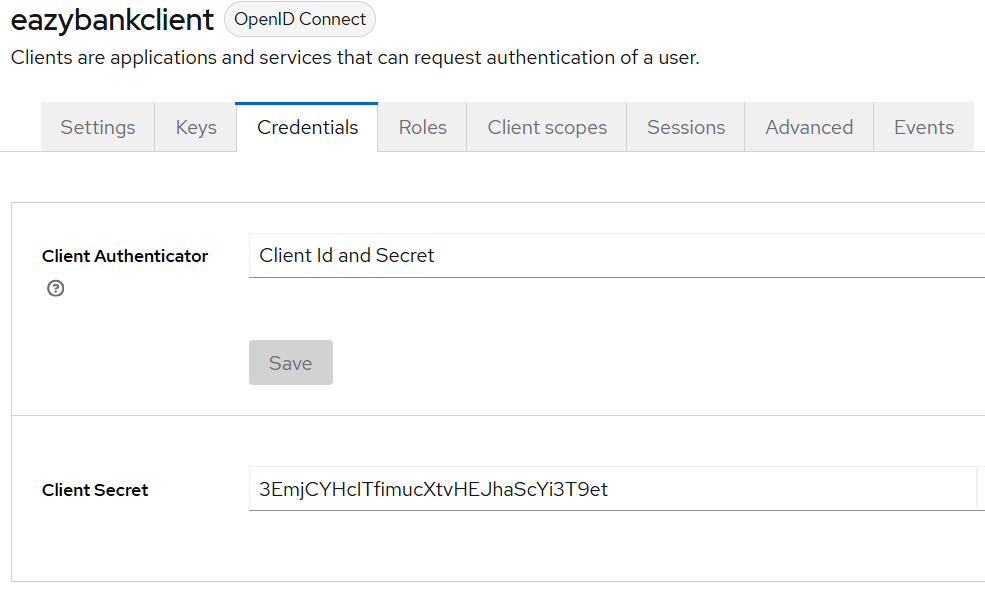 eazybankclient OpenID Connect
Clients are applications and services that can request authentication of a user.
Settings Keys Credentials Roles Client scopes Sessions Advanced Events
Client Authenticator Client Id and Secret
Save
Client Secret 3EmjCYHcITfimucXtvHEJhaScYi3T9et